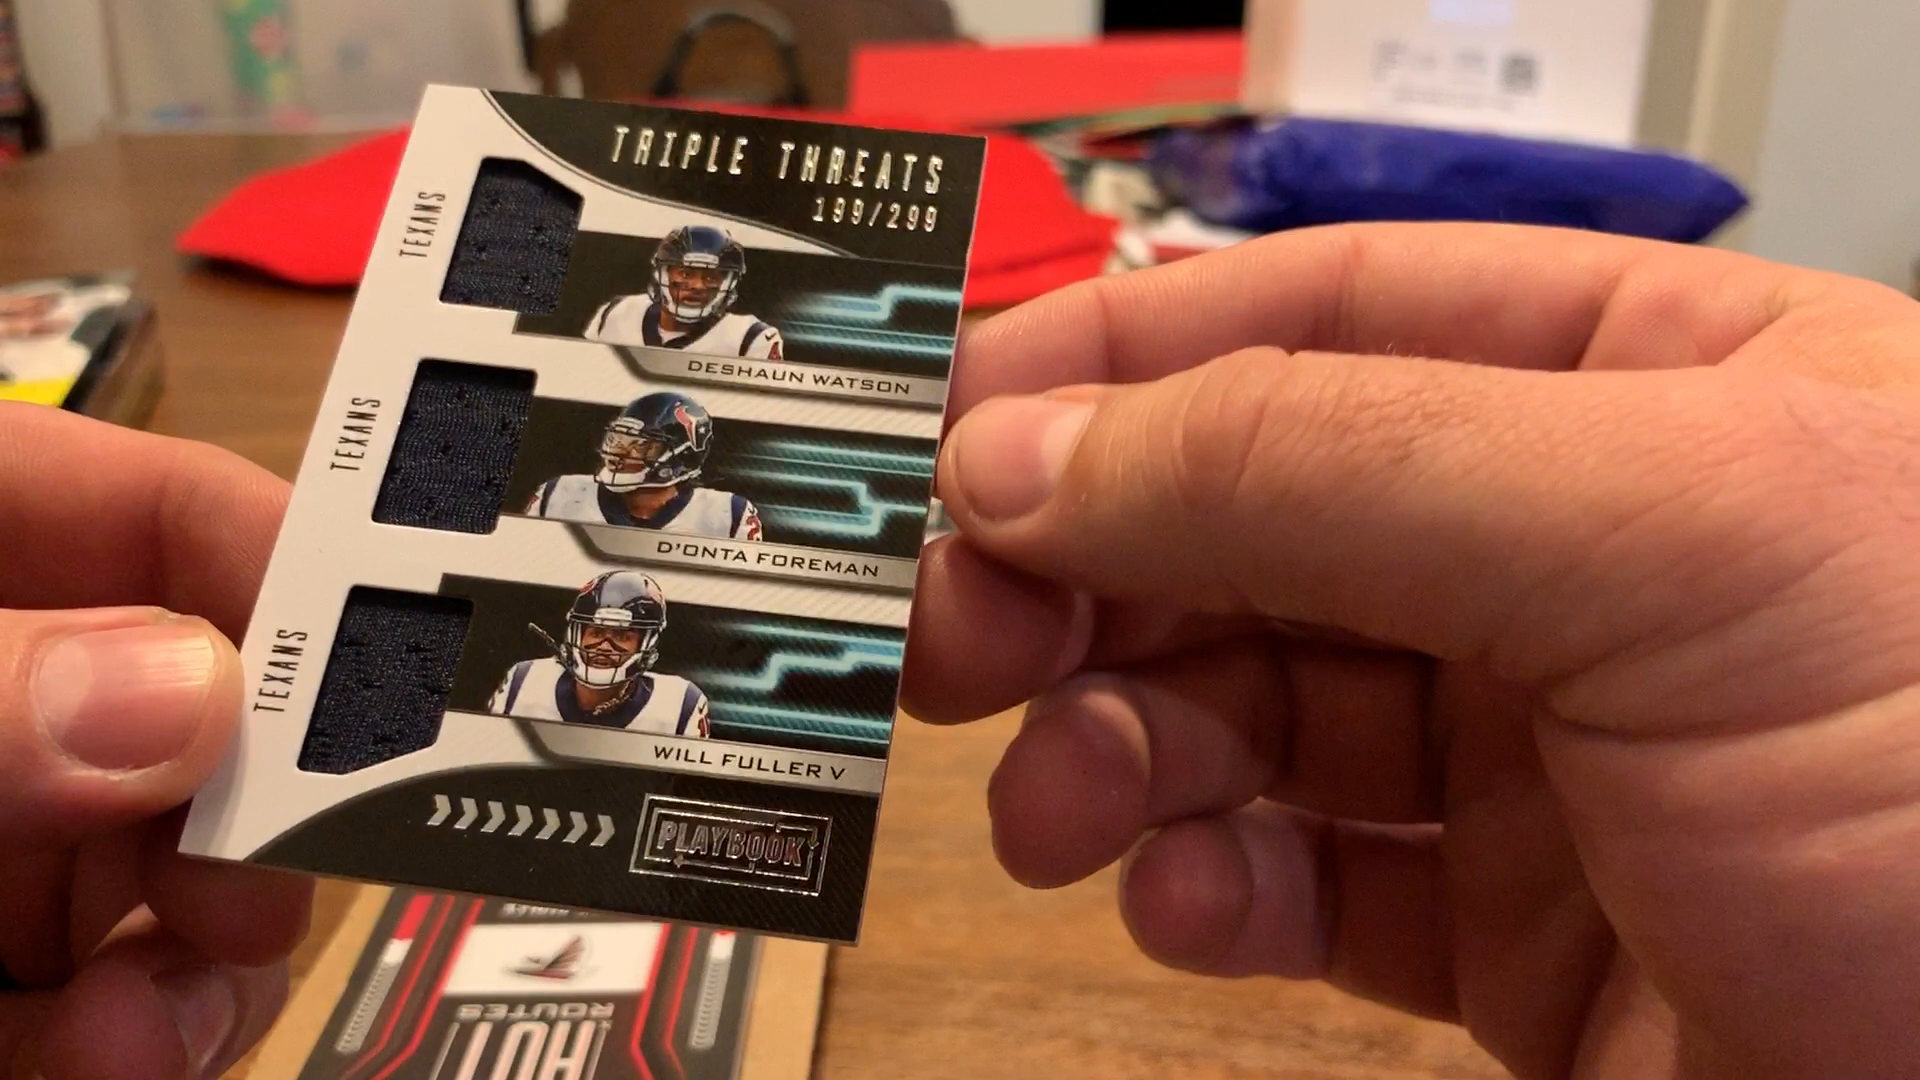 TRIPLE THREATS
199/299
TEXANS
DESHAUN WATSON
TEXANS
D'ONTA FOREMAN
TEXANS
WILL FULLER V
PLAYBOOK
HOT
ROUTES